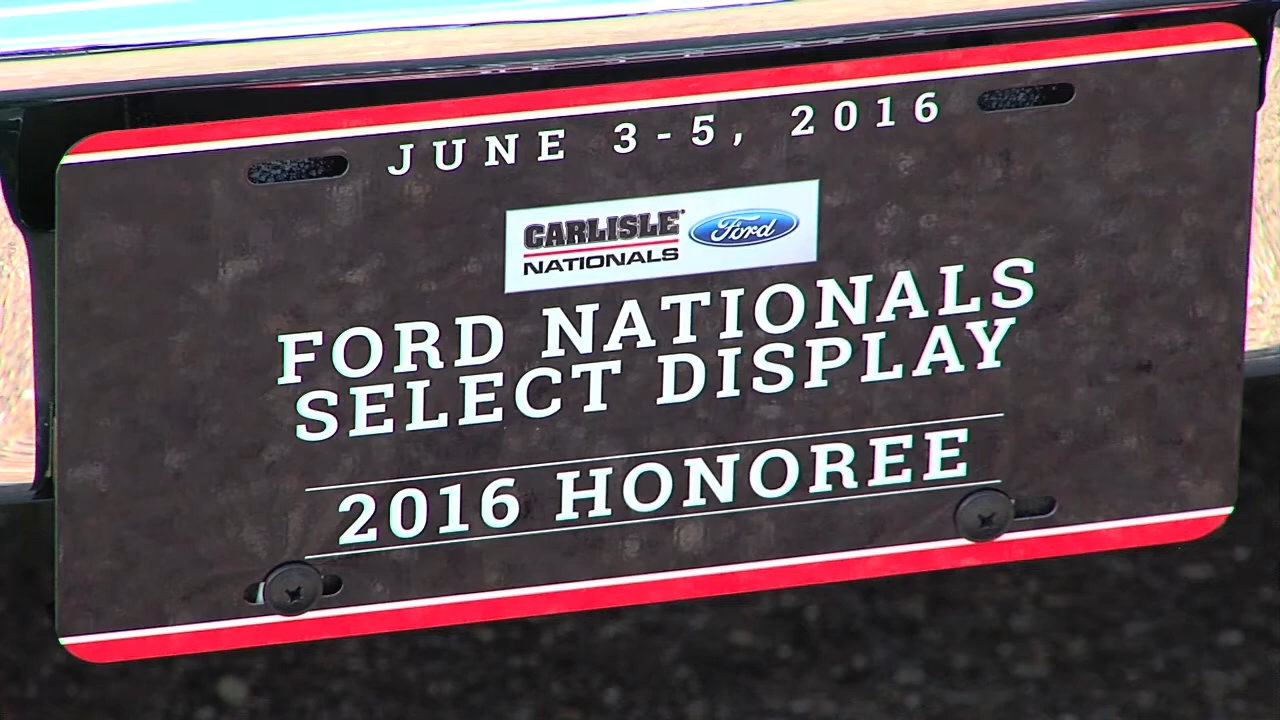 JUNE 3-5, 2016
CARLISLE Ford
NATIONALS
FORD NATIONALS
SELECT DISPLAY
2016 HONOREE